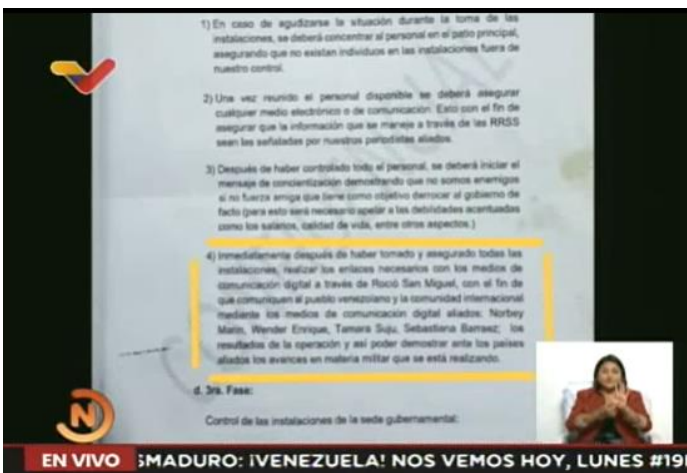 1) En caso de agudizarse la situación durante la toma de las
instalaciones, se deberá concentrar al personal en el patio principal,
asegurando que no existan individuos en las instalaciones fuera de
nuestro control.
2) Una vez reunido el personal disponible se deberá asegurar
cualquier medio electrónico o de comunicación. Esto con el fin de
asegurar que la información que se maneje a través de las RRSS
sean las señaladas por nuestros periodistas aliados.
3) Después de haber controlado todo el personal, se deberá iniciar el
mensaje de concientización demostrando que no somos enemigos
si no fuerza amiga que tiene como objetivo derrocar al gobierno de
facto (para esto será necesario apelar a las debilidades acentuadas
como los salarios, calidad de vida, entre otros aspectos.)
4) Inmediatamente después de haber tomado y asegurado todas las
instalaciones, realizar los enlaces necesarios con los medios de
comunicación digital a través de Roció San Miguel, con el fin de
que comuniquen al pueblo venezolano y la comunidad internacional
mediante los medios de comunicación digital aliados: Norbey
Marin, Wender Enrique, Tamara Suju, Sebastiana Barraez; los
resultados de la operación y así poder demostrar ante los países
aliados los avances en materia militar que se está realizando.
d. 3ra. Fase:
Control de las instalaciones de la sede gubernamental:
N
EN VIVO SMADURO: ¡VENEZUELA! NOS VEMOS HOY, LUNES #19